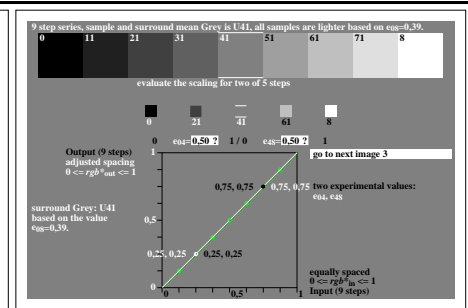 9 step series, sample and surround mean Grey is U41, all samples are lighter based on e08=0,39.
0 11 21 31 41 51 61 71 8
evaluate the scaling for two of 5 steps
0 21 41 61 8
0 e04= 0,50 ? 1 / 0 e48= 0,50 ? 1
Output (9 steps)
adjusted spacing
0 <= rgb*out <= 1
1
go to next image 3
0,75, 0,75 0,75, 0,75
two experimental values:
e04, e48
surround Grey: U41
based on the value
e08=0,39.
0,5
0,25, 0,25 0,25, 0,25
equally spaced
0 <= rgb*in <= 1
Input (9 steps)
0
0 0,5 1